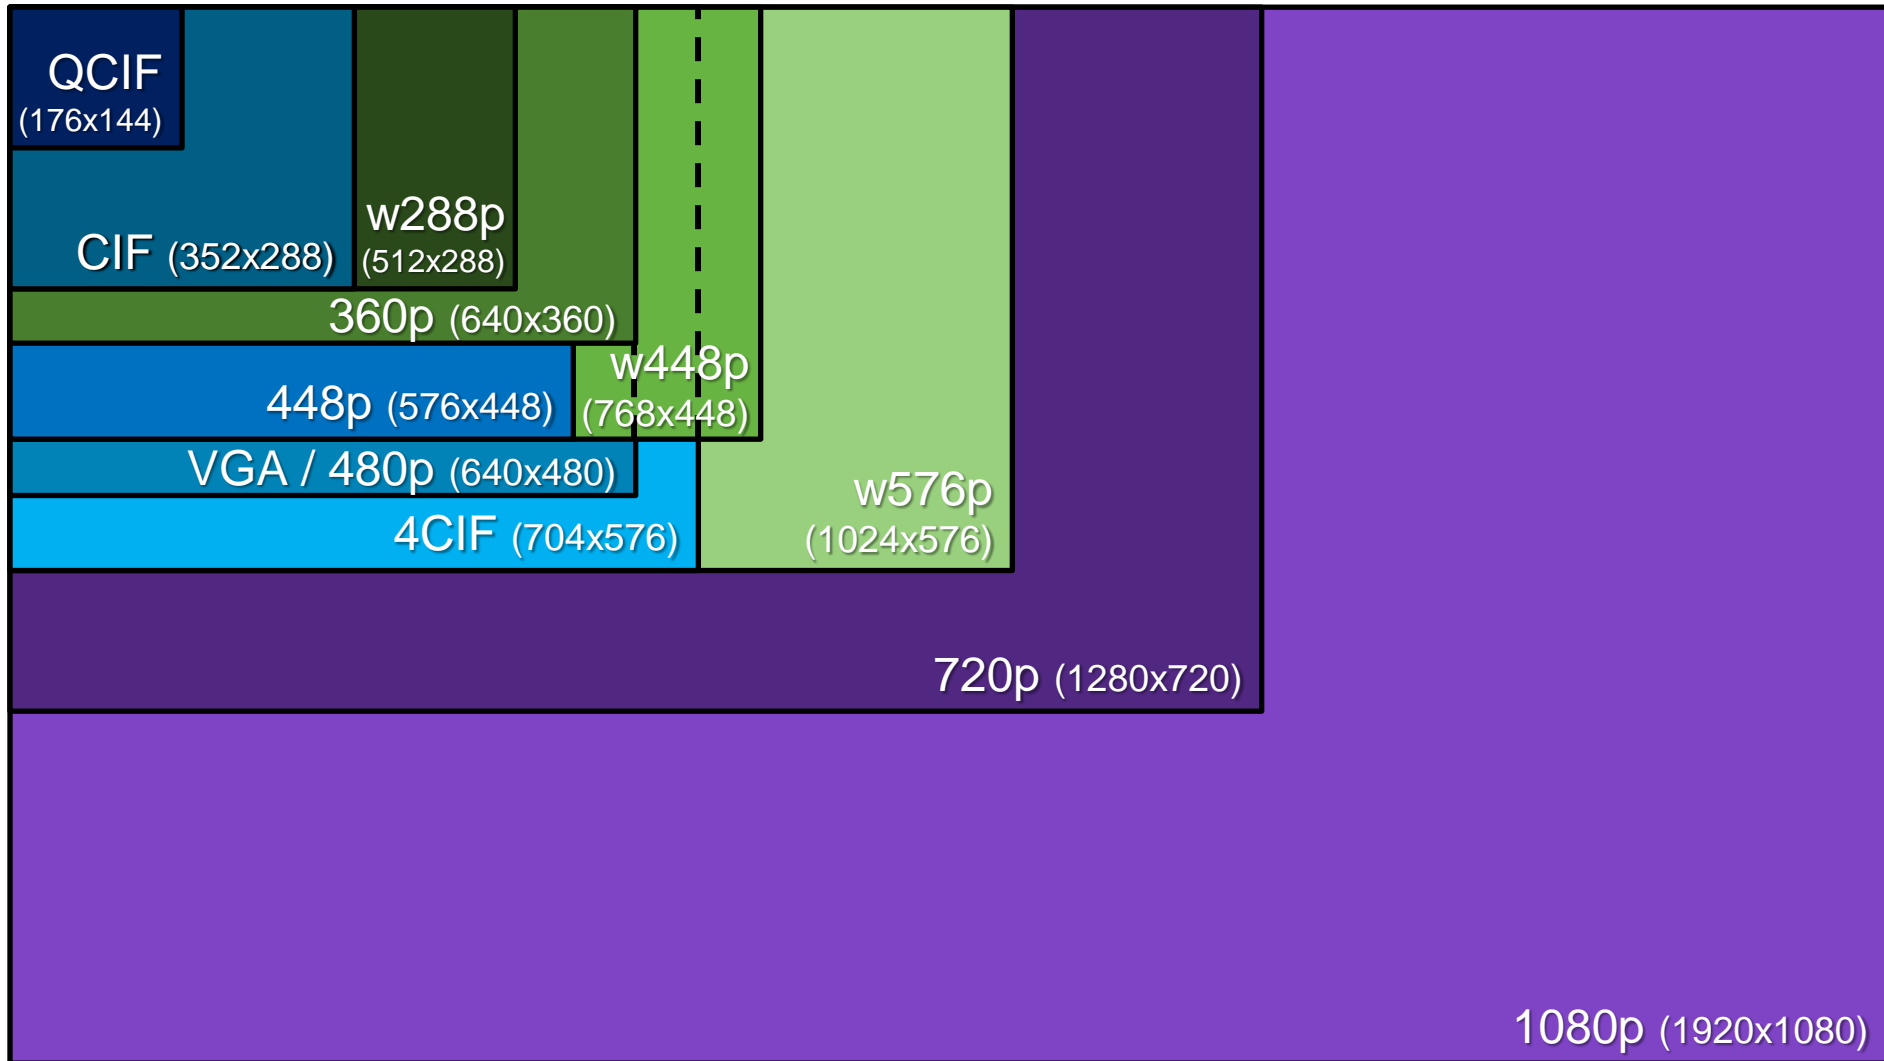 QCIF
(176x144)
CIF (352x288)
w288p
(512x288)
360p (640x360)
w448p
(768x448)
448p (576x448)
VGA / 480p (640x480)
4CIF (704x576)
w576p
(1024x576)
720p (1280x720)
1080p (1920x1080)